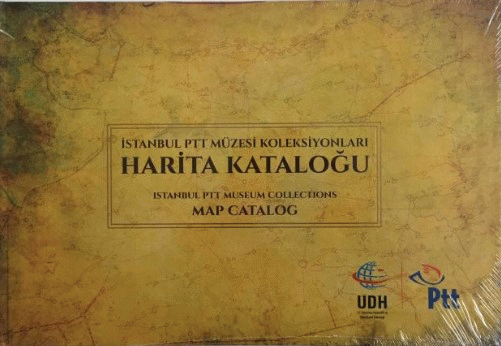 İSTANBUL PTT MÜZESİ KOLEKSİYONLARI
HARİTA KATALOĞU
ISTANBUL PTT MUSEUM COLLECTIONS
MAP CATALOG
UDH
Ptt